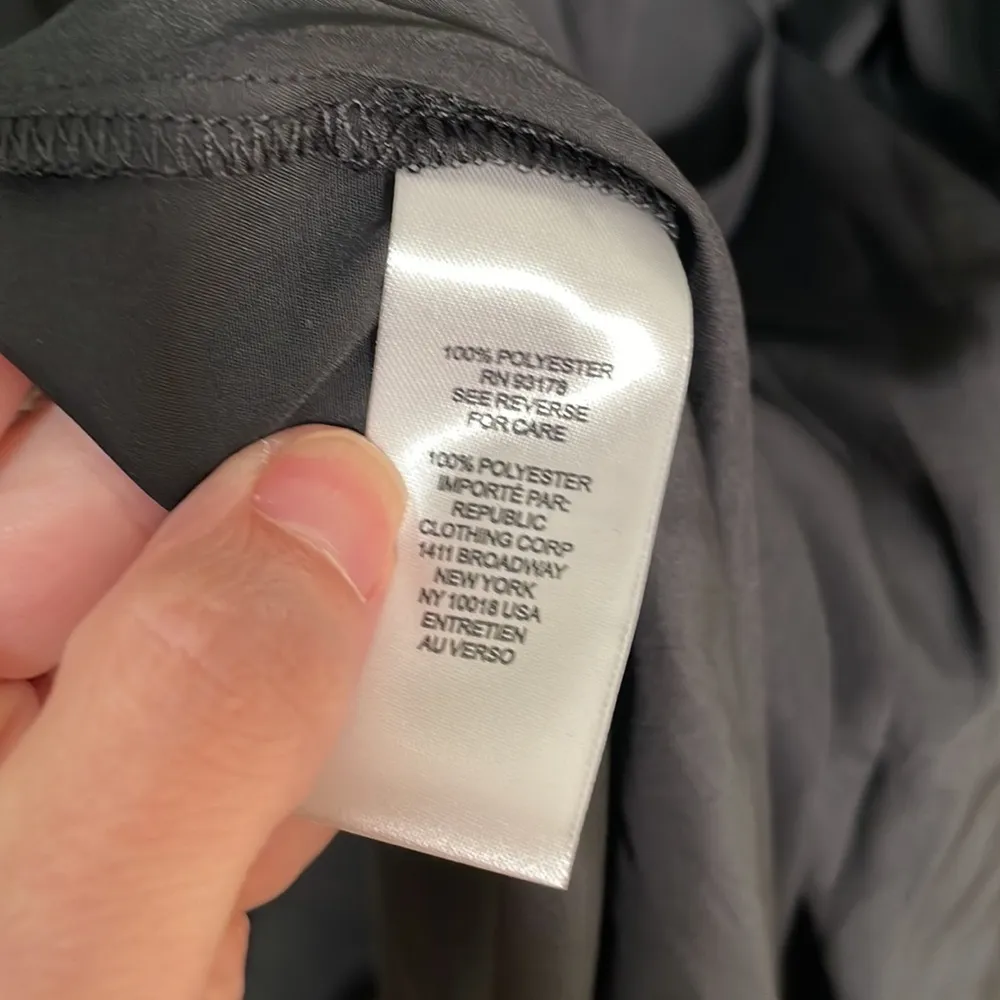 100% POLYESTER
RN 93178
SEE REVERSE
FOR CARE
100% POLYESTER
IMPORTÉ PAR:
REPUBLIC
CLOTHING CORP
1411 BROADWAY
NEW YORK
NY 10018 USA
ENTRETIEN
AU VERSO